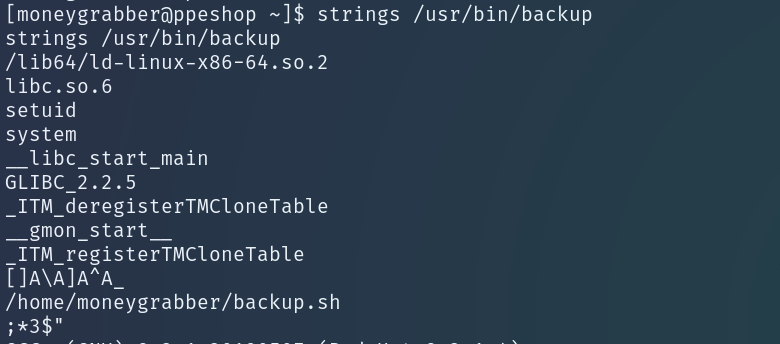 [moneygrabber@ppeshop ~]$ strings /usr/bin/backup
strings /usr/bin/backup
/lib64/ld-linux-x86-64.so.2
libc.so.6
setuid
system
__libc_start_main
GLIBC_2.2.5
_ITM_deregisterTMCloneTable
__gmon_start__
_ITM_registerTMCloneTable
[]A\A]A^A_
/home/moneygrabber/backup.sh
;*3$"